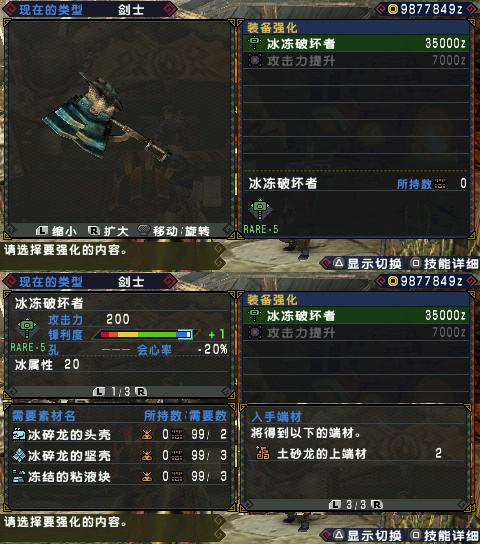 现在的类型 剑士
9877849z
装备强化
冰冻破坏者 35000z
攻击力提升 7000z
冰冻破坏者 所持数 0
RARE-5
L 缩小 R 扩大 移动/旋转
请选择要强化的内容。
△显示切换 □技能详细
现在的类型 剑士
9877849z
冰冻破坏者
攻击力 200
锋利度 +1
RARE-5 孔 --- 会心率 -20%
冰属性 20
L 1/3 R
装备强化
冰冻破坏者 35000z
攻击力提升 7000z
需要素材名 所持数/需要数
冰碎龙的头壳 0 99/ 2
冰碎龙的坚壳 0 99/ 3
冻结的粘液块 0 99/ 3
入手端材
将得到以下的端材。
土砂龙的上端材 2
L 3/3 R
请选择要强化的内容。
△显示切换 □技能详细